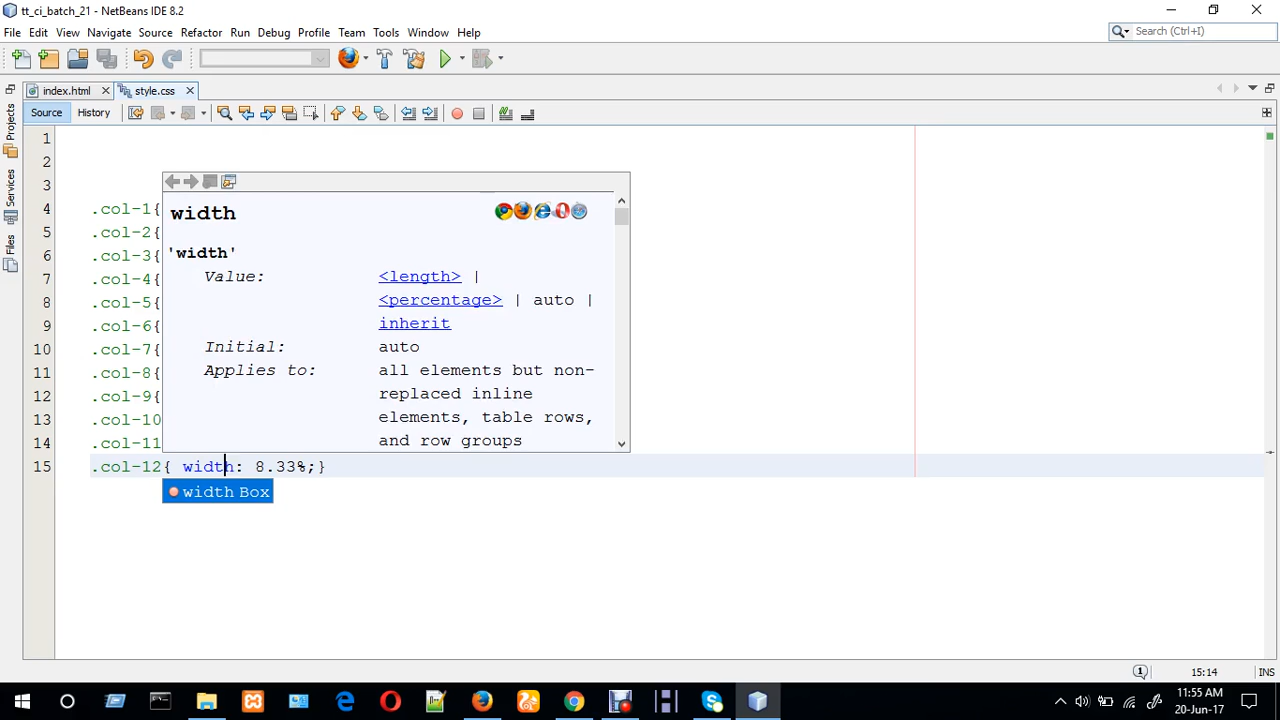 tt_ci_batch_21 - NetBeans IDE 8.2
File Edit View Navigate Source Refactor Run Debug Profile Team Tools Window Help
Search (Ctrl+I)
index.html
style.css
Source History
Projects
Services
Files
1
2
3
4 .col-1{
5 .col-2{
6 .col-3{
7 .col-4{
8 .col-5{
9 .col-6{
10 .col-7{
11 .col-8{
12 .col-9{
13 .col-10
14 .col-11
15 .col-12{ width: 8.33%;}
width
'width'
Value: <length> |
<percentage> | auto |
inherit
Initial: auto
Applies to: all elements but non-
replaced inline
elements, table rows,
and row groups
width Box
1
15:14
INS
11:55 AM
20-Jun-17